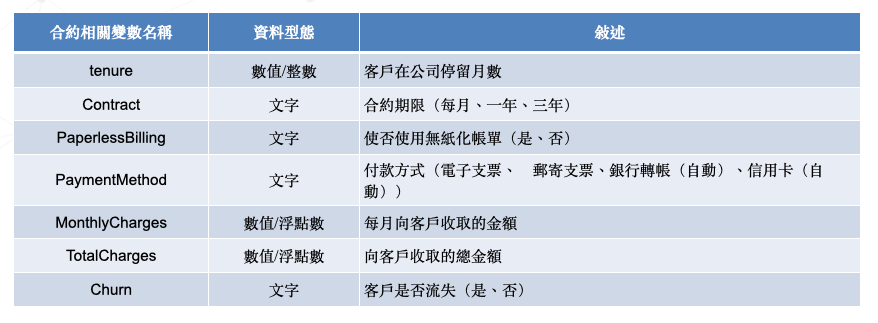 合約相關變數名稱 資料型態 敍述
tenure 數值/整數 客戶在公司停留月數
Contract 文字 合約期限（每月、一年、三年）
PaperlessBilling 文字 使否使用無紙化帳單（是、否）
PaymentMethod 文字 付款方式（電子支票、 郵寄支票、銀行轉帳（自動）、信用卡（自
動））
MonthlyCharges 數值/浮點數 每月向客戶收取的金額
TotalCharges 數值/浮點數 向客戶收取的總金額
Churn 文字 客戶是否流失（是、否）